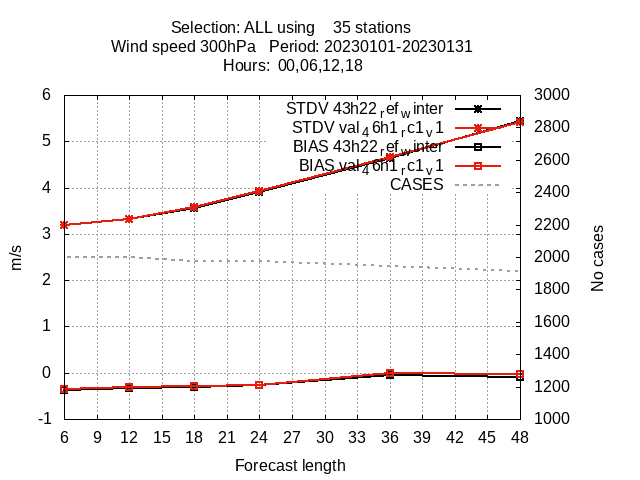 Selection: ALL using    35 stations
Wind speed 300hPa   Period: 20230101-20230131
Hours:  00,06,12,18
STDV 43h22_ref_winter
STDV val_46h1_rc1_v1
BIAS 43h22_ref_winter
BIAS val_46h1_rc1_v1
CASES
6
5
4
3
2
1
0
-1
m/s
3000
2800
2600
2400
2200
2000
1800
1600
1400
1200
1000
No cases
6 9 12 15 18 21 24 27 30 33 36 39 42 45 48
Forecast length